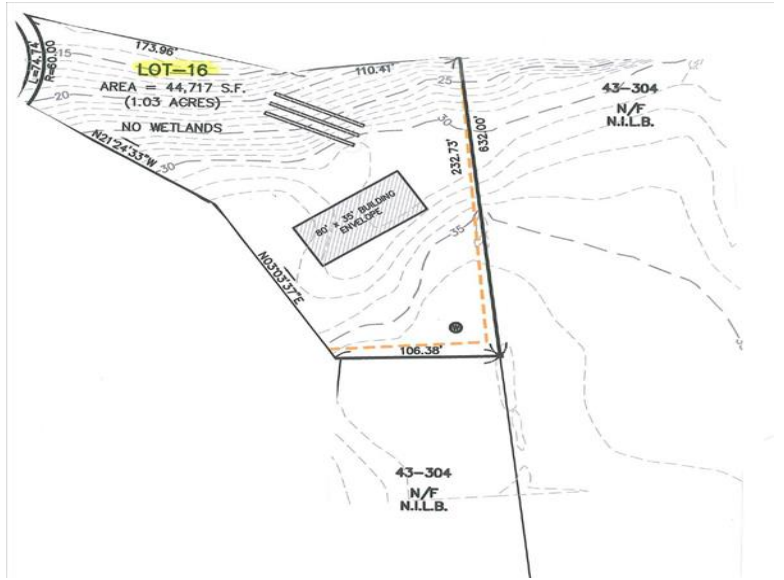 173.96'
L=74.74'
R=60.00
15
LOT-16
AREA = 44,717 S.F.
(1.03 ACRES)
NO WETLANDS
20
110.41'
25
30
43-304
N/F
N.I.L.B.
N21°24'33"W
30
232.73'
632.00'
80' x 35' BUILDING
ENVELOPE
35
N03°03'37"E
106.38'
43-304
N/F
N.I.L.B.